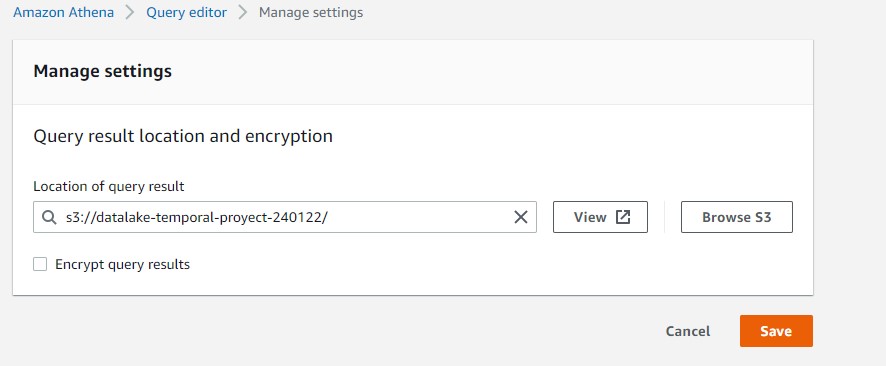 Amazon Athena > Query editor > Manage settings
Manage settings
Query result location and encryption
Location of query result
s3://datalake-temporal-proyect-240122/ View Browse S3
Encrypt query results
Cancel Save